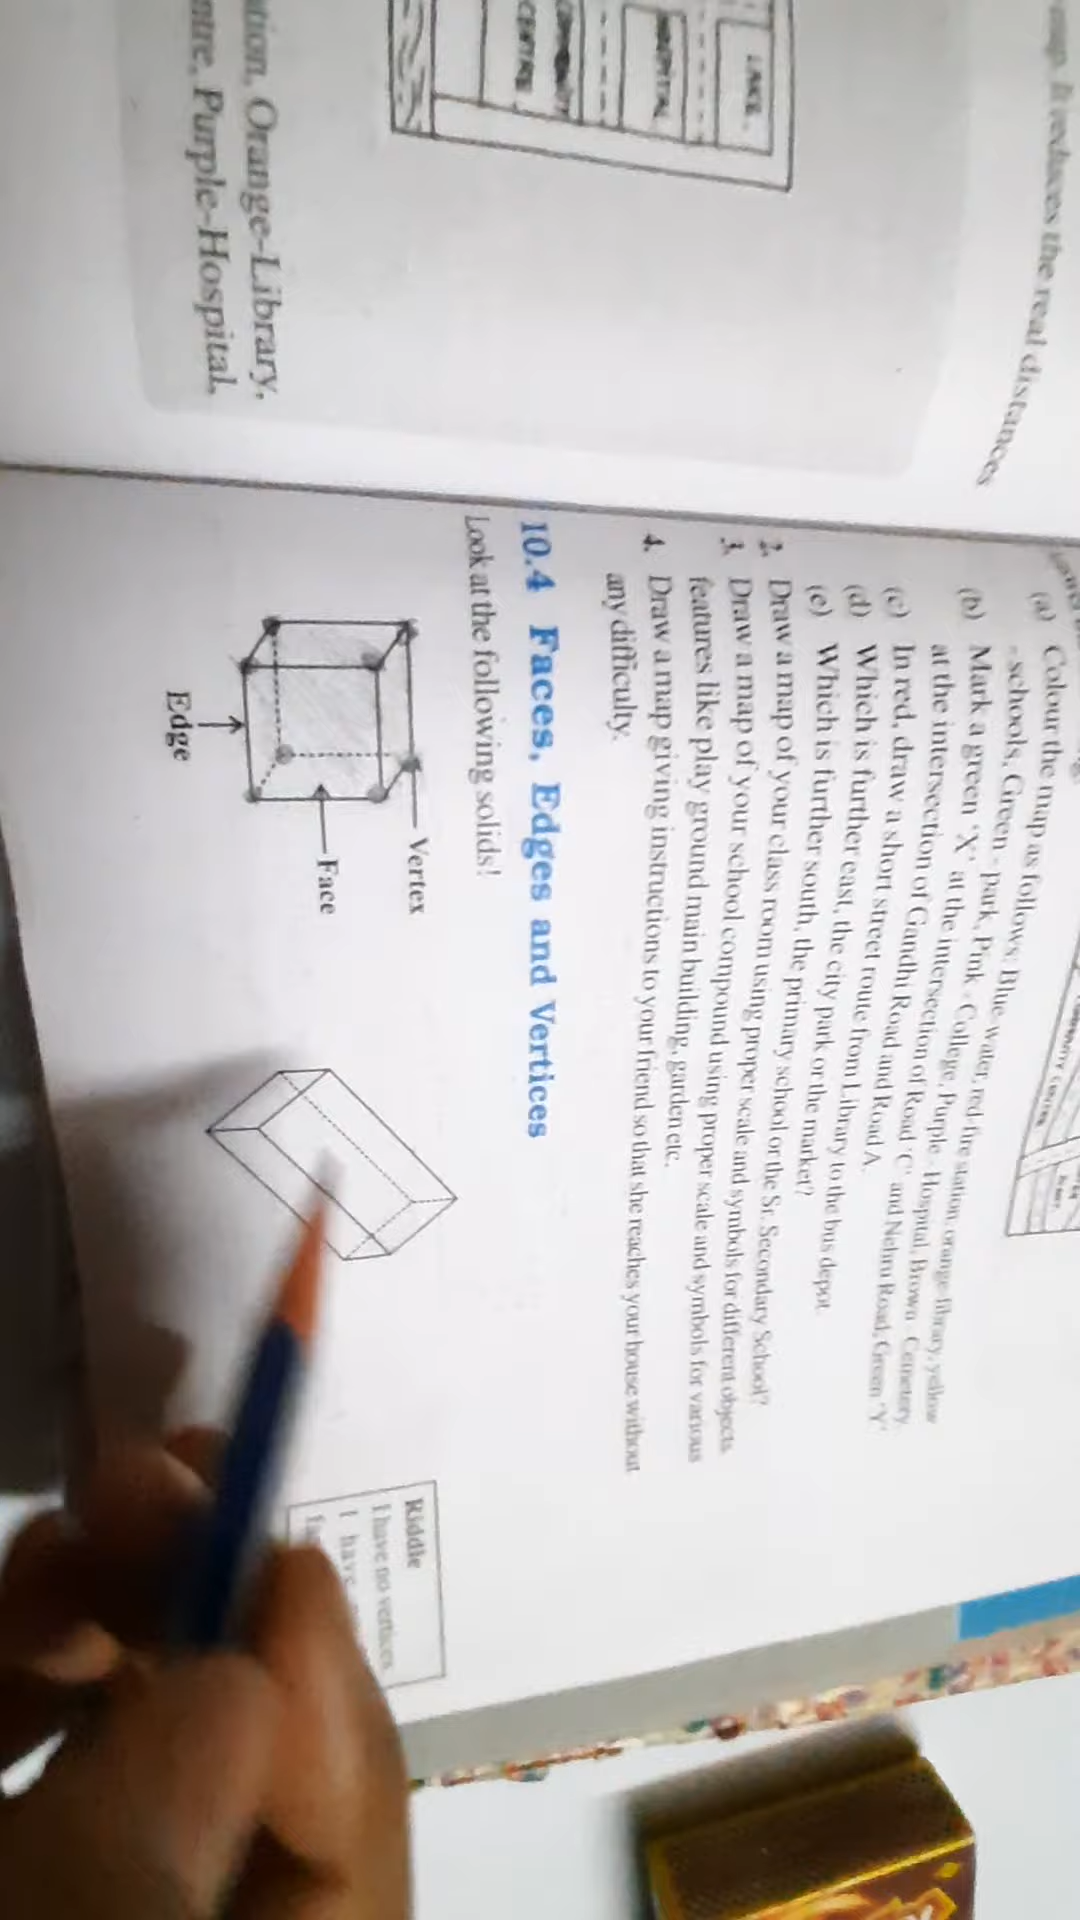 map. It reduces the real distances
LAKE
HOSPITAL
COMMUNITY
CENTRE
ation, Orange-Library,
ntre, Purple-Hospital,
COMMUNITY CENTRE
(a) Colour the map as follows: Blue-water, red-fire station, orange-library, yellow
- schools, Green - park, Pink - College, Purple - Hospital, Brown - Cemetery.
(b) Mark a green 'X' at the intersection of Road 'C' and Nehru Road, Green 'Y'
at the intersection of Gandhi Road and Road A.
(c) In red, draw a short street route from Library to the bus depot.
(d) Which is further east, the city park or the market?
(e) Which is further south, the primary school or the Sr. Secondary School?
2. Draw a map of your class room using proper scale and symbols for different objects.
3. Draw a map of your school compound using proper scale and symbols for various
features like play ground main building, garden etc.
4. Draw a map giving instructions to your friend so that she reaches your house without
any difficulty.
10.4 Faces, Edges and Vertices
Look at the following solids!
Vertex
Face
Edge
Riddle
I have no vertices
I have